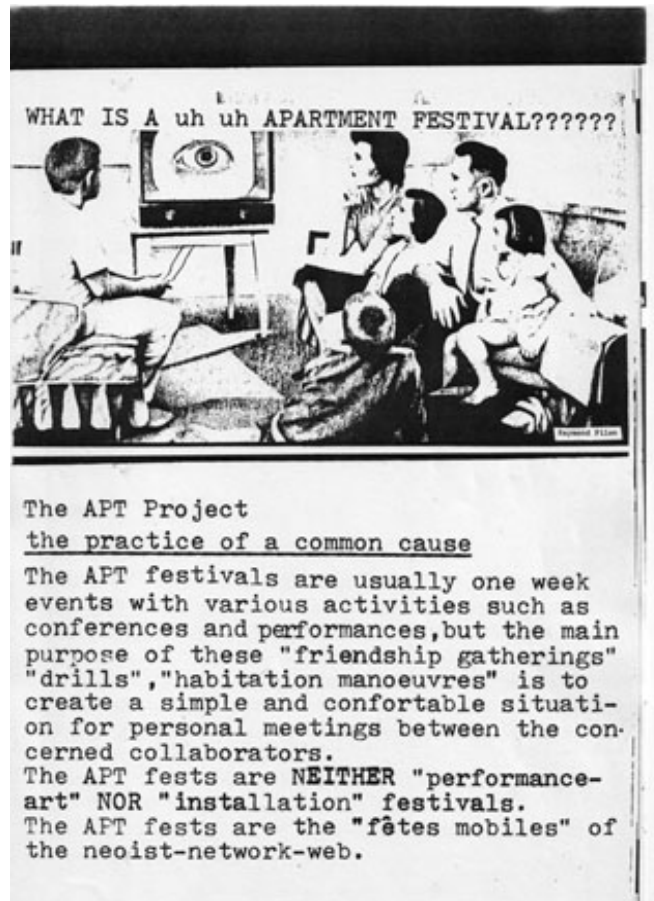 WHAT IS A uh uh APARTMENT FESTIVAL??????
The APT Project
the practice of a common cause
The APT festivals are usually one week
events with various activities such as
conferences and performances,but the main
purpose of these "friendship gatherings"
"drills","habitation manoeuvres" is to
create a simple and confortable situati-
on for personal meetings between the con-
cerned collaborators.
The APT fests are NEITHER "performance-
art" NOR "installation" festivals.
The APT fests are the "fêtes mobiles" of
the neoist-network-web.